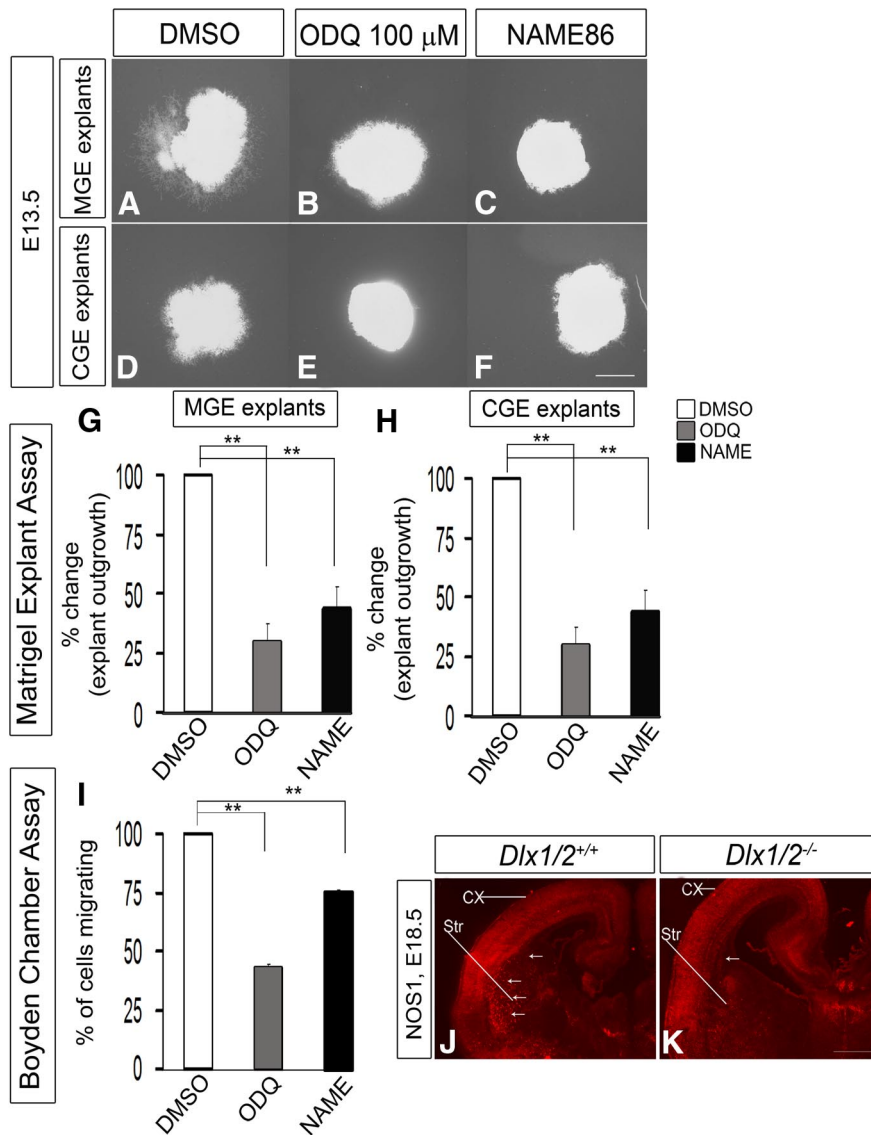 DMSO
ODQ 100 μM
NAME86
E13.5
MGE explants
A
B
C
CGE explants
D
E
F
G
MGE explants
H
CGE explants
DMSO
ODQ
NAME
Matrigel Explant Assay
% change
(explant outgrowth)
100
75
50
25
0
**
**
DMSO
ODQ
NAME
% change
(explant outgrowth)
100
75
50
25
0
**
**
DMSO
ODQ
NAME
Boyden Chamber Assay
I
% of cells migrating
100
75
50
25
0
**
**
DMSO
ODQ
NAME
Dlx1/2+/+
Dlx1/2-/-
NOS1, E18.5
CX
Str
J
CX
Str
K